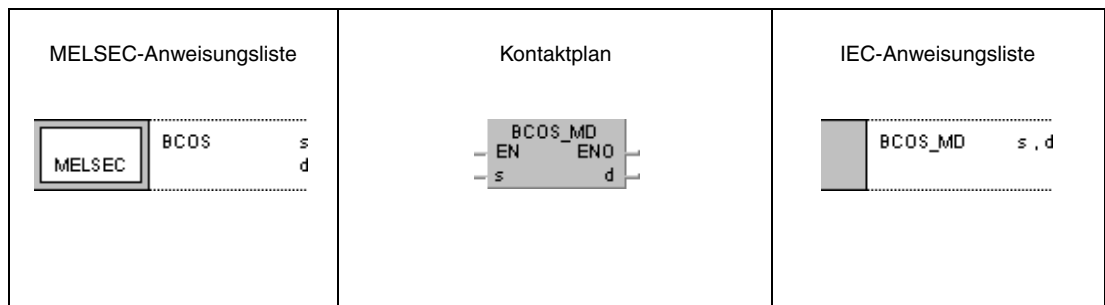 MELSEC-Anweisungsliste
MELSEC
BCOS s
d
Kontaktplan
BCOS_MD
EN ENO
s d
IEC-Anweisungsliste
BCOS_MD s , d